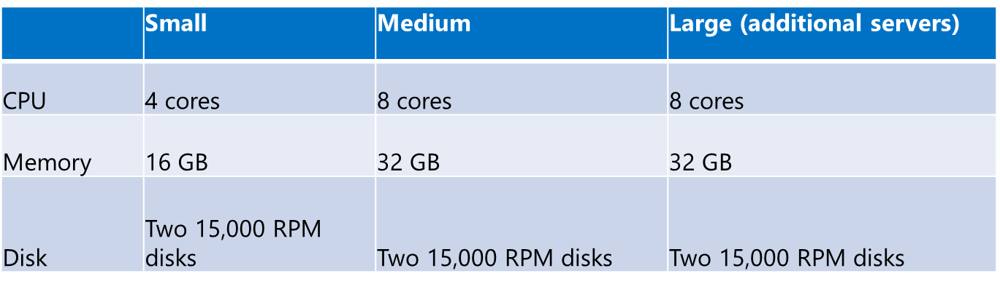 Small Medium Large (additional servers)
CPU 4 cores 8 cores 8 cores
Memory 16 GB 32 GB 32 GB
Disk Two 15,000 RPM disks Two 15,000 RPM disks Two 15,000 RPM disks